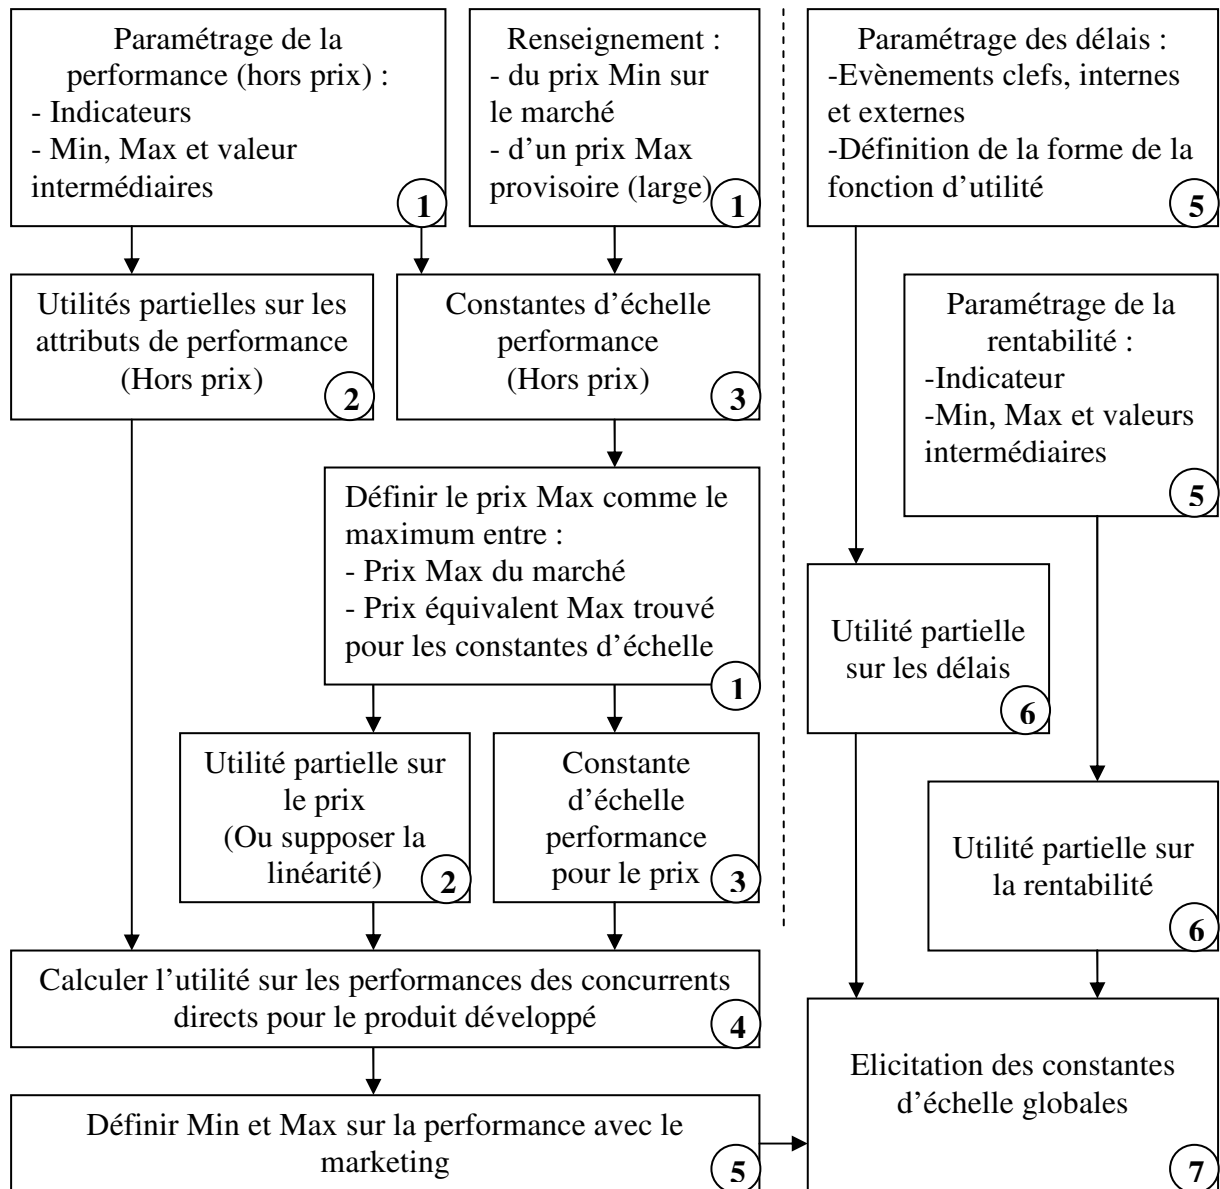 Paramétrage de la
performance (hors prix) :
- Indicateurs
- Min, Max et valeur
intermédiaires
1
Renseignement :
- du prix Min sur
le marché
- d'un prix Max
provisoire (large)
1
Paramétrage des délais :
-Evènements clefs, internes
et externes
-Définition de la forme de la
fonction d'utilité
5
Utilités partielles sur les
attributs de performance
(Hors prix)
2
Constantes d'échelle
performance
(Hors prix)
3
Paramétrage de la
rentabilité :
-Indicateur
-Min, Max et valeurs
intermédiaires
5
Définir le prix Max comme le
maximum entre :
- Prix Max du marché
- Prix équivalent Max trouvé
pour les constantes d'échelle
1
Utilité partielle
sur les délais
6
Utilité partielle sur
le prix
(Ou supposer la
linéarité)
2
Constante
d'échelle
performance
pour le prix
3
Utilité partielle sur
la rentabilité
6
Calculer l'utilité sur les performances des concurrents
directs pour le produit développé
4
Elicitation des constantes
d'échelle globales
7
Définir Min et Max sur la performance avec le
marketing
5